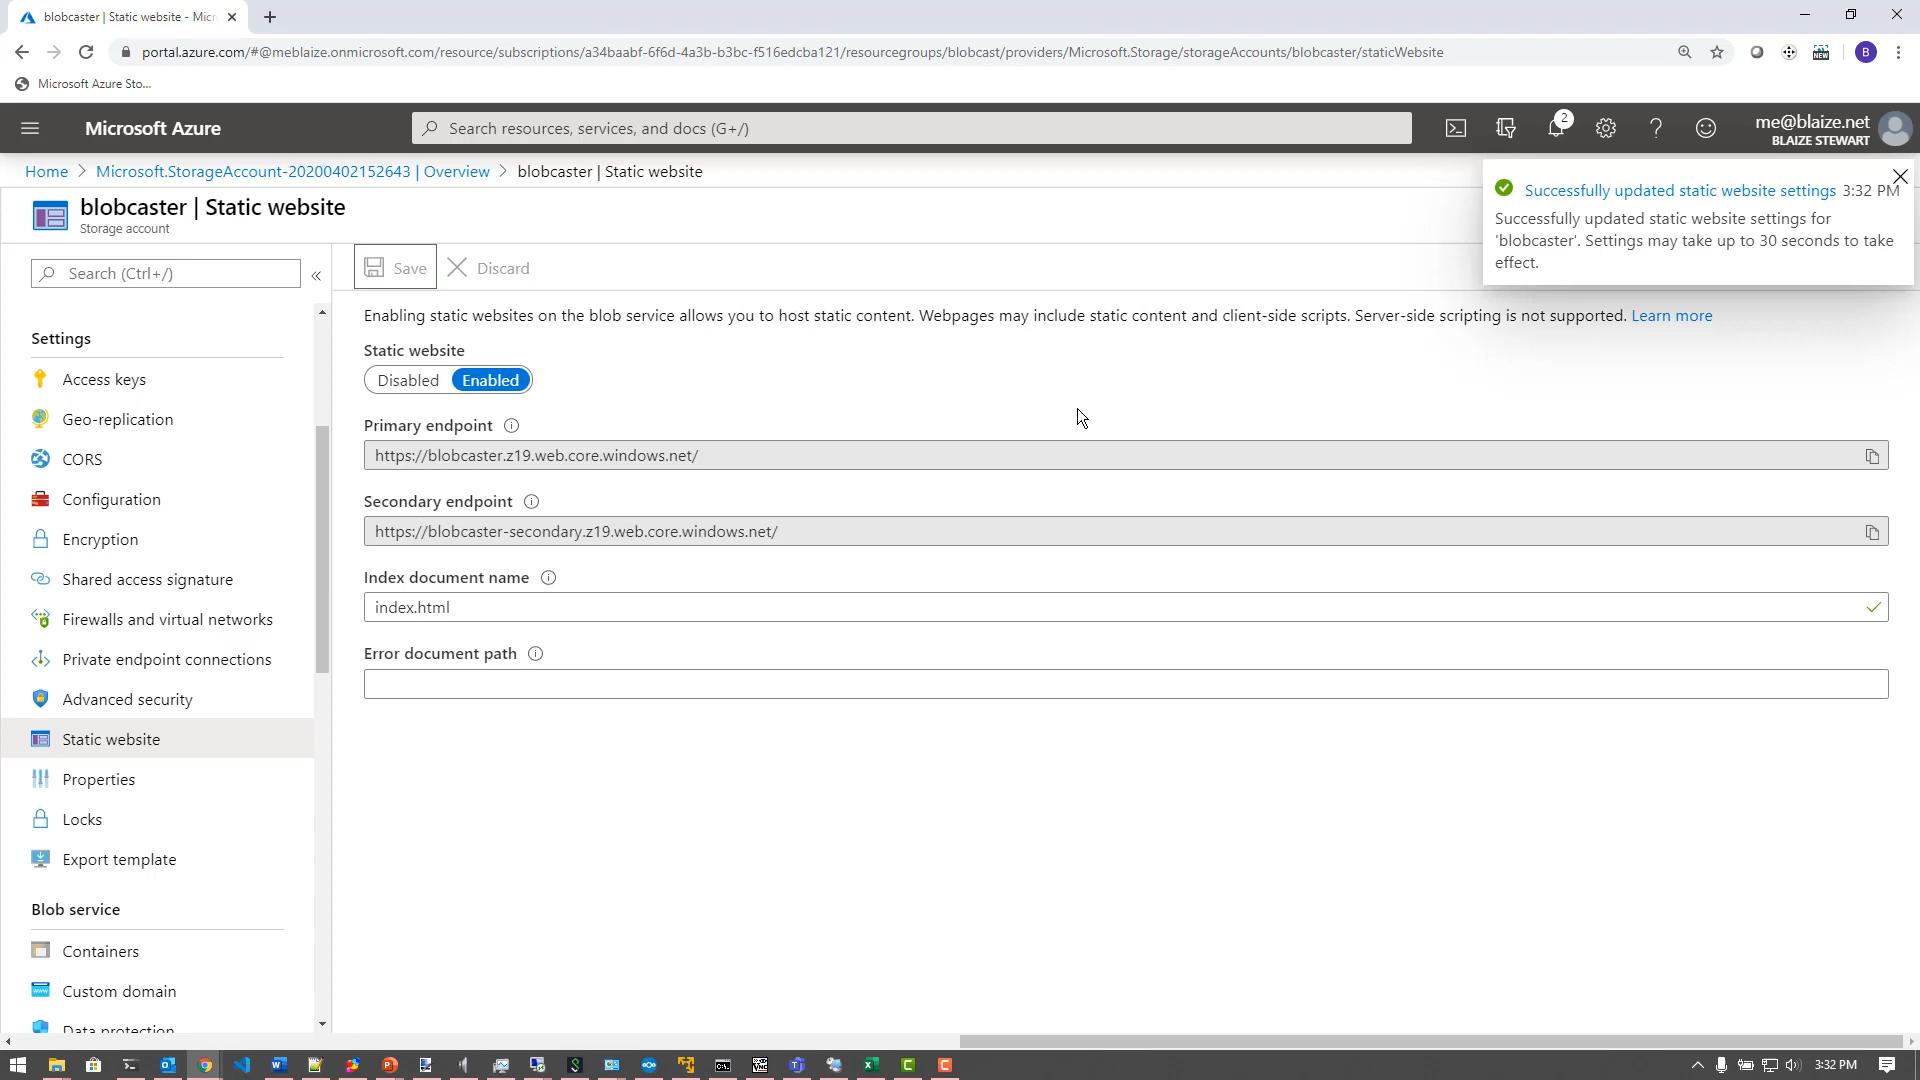 blobcaster | Static website - Micr
portal.azure.com/#@meblaize.onmicrosoft.com/resource/subscriptions/a34baabf-6f6d-4a3b-b3bc-f516edcba121/resourcegroups/blobcast/providers/Microsoft.Storage/storageAccounts/blobcaster/staticWebsite
NEW
B
Microsoft Azure Sto...
Microsoft Azure
Search resources, services, and docs (G+/)
2
me@blaize.net
BLAIZE STEWART
Home > Microsoft.StorageAccount-20200402152643 | Overview > blobcaster | Static website
Successfully updated static website settings 3:32 PM
Successfully updated static website settings for
'blobcaster'. Settings may take up to 30 seconds to take
effect.
blobcaster | Static website
Storage account
Search (Ctrl+/)
«
Save
Discard
Enabling static websites on the blob service allows you to host static content. Webpages may include static content and client-side scripts. Server-side scripting is not supported. Learn more
Static website
Disabled
Enabled
Primary endpoint
https://blobcaster.z19.web.core.windows.net/
Secondary endpoint
https://blobcaster-secondary.z19.web.core.windows.net/
Index document name
index.html
Error document path
Settings
Access keys
Geo-replication
CORS
Configuration
Encryption
Shared access signature
Firewalls and virtual networks
Private endpoint connections
Advanced security
Static website
Properties
Locks
Export template
Blob service
Containers
Custom domain
Data protection
3:32 PM